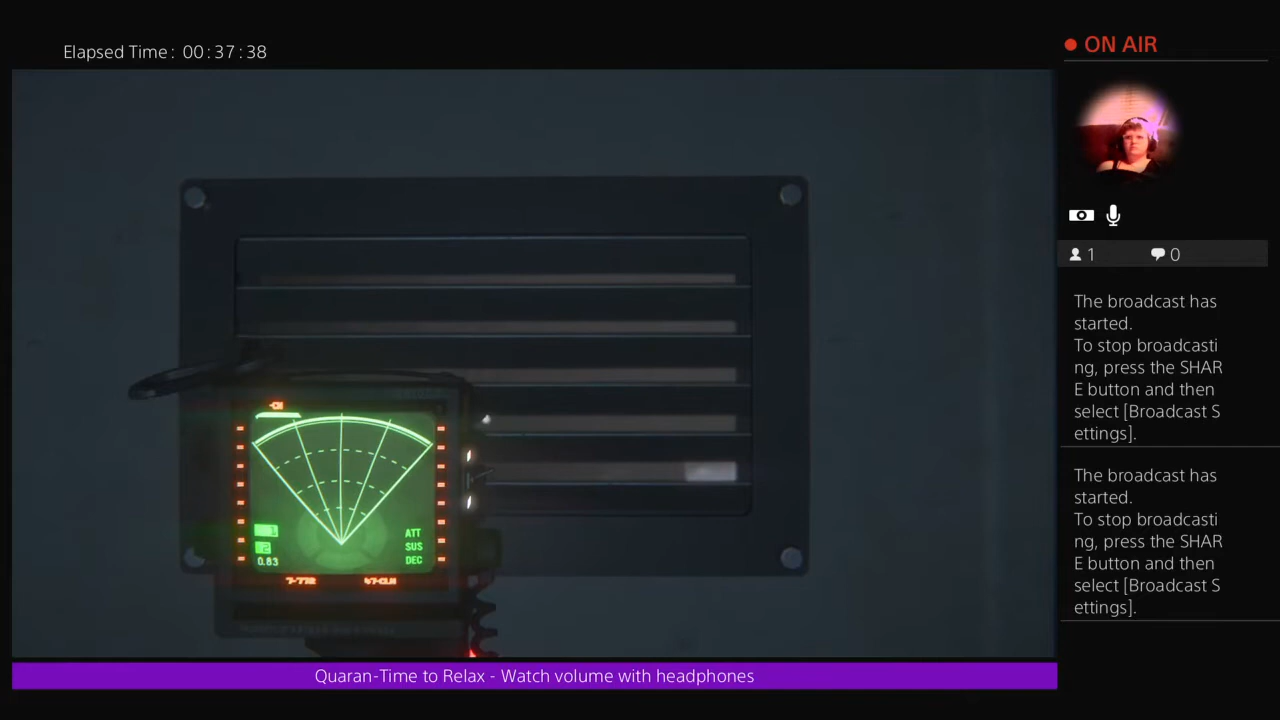 Elapsed Time: 00:37:38
ON AIR
1 0
The broadcast has
started.
To stop broadcasti
ng, press the SHAR
E button and then
select [Broadcast S
ettings].
The broadcast has
started.
To stop broadcasti
ng, press the SHAR
E button and then
select [Broadcast S
ettings].
1
2
0.83
ATT
SUS
DEC
Quaran-Time to Relax - Watch volume with headphones